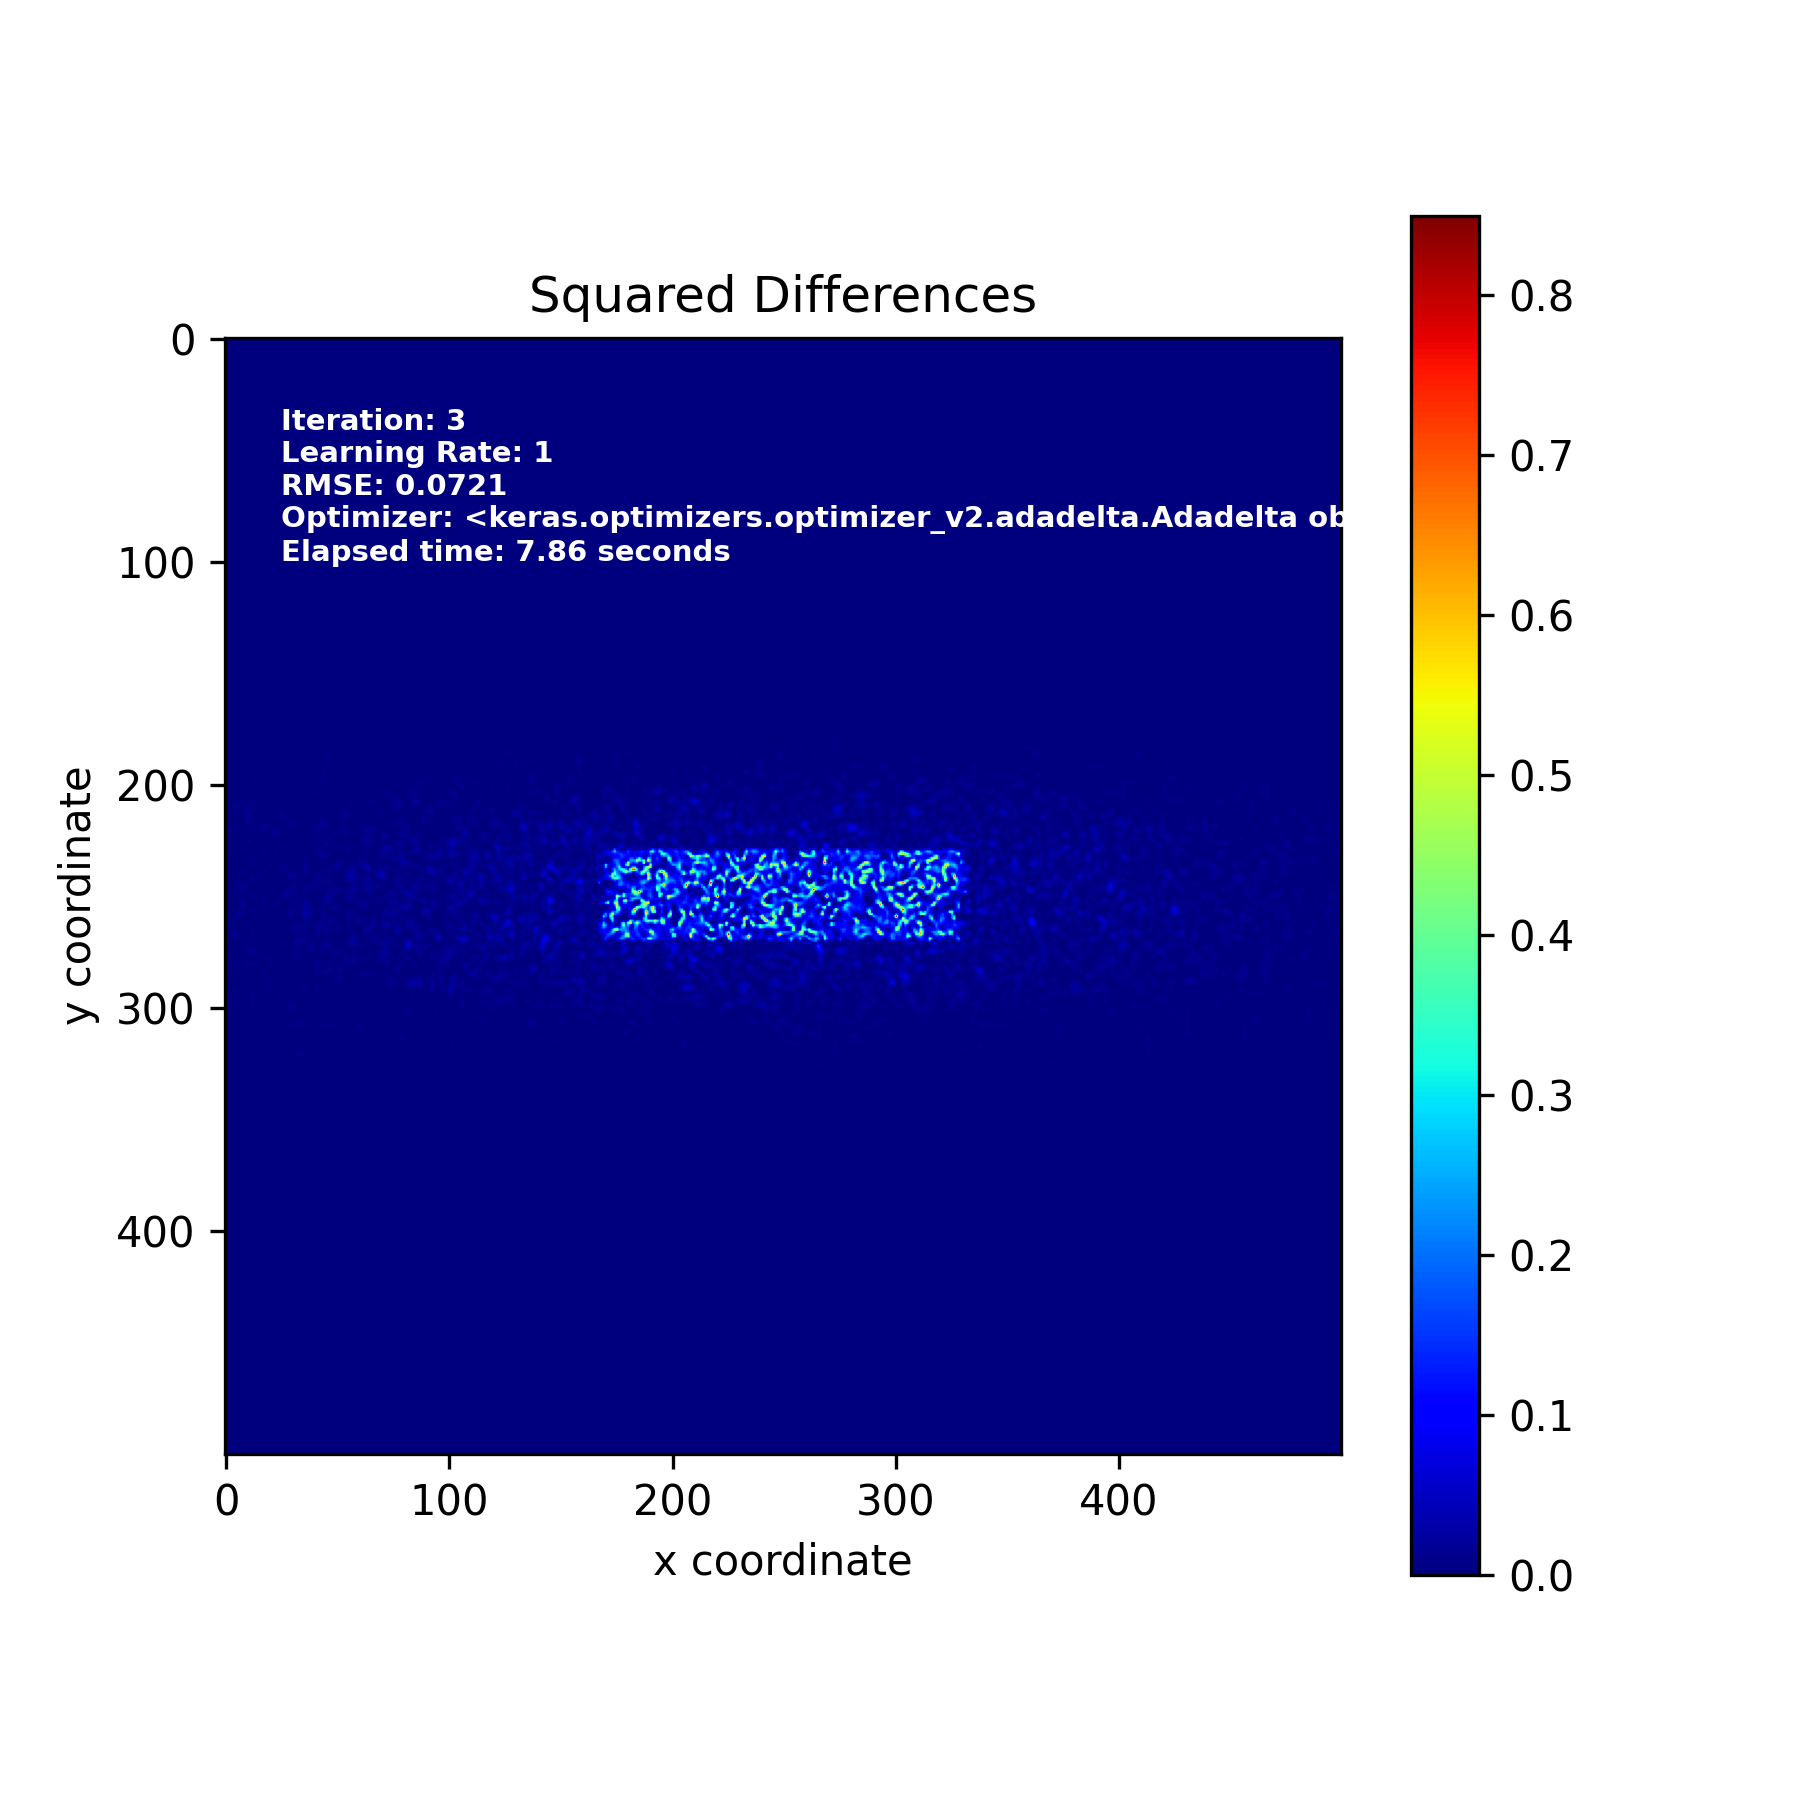 Squared Differences
Iteration: 3
Learning Rate: 1
RMSE: 0.0721
Optimizer: <keras.optimizers.optimizer_v2.adadelta.Adadelta ob
Elapsed time: 7.86 seconds
y coordinate
0
100
200
300
400
0 100 200 300 400
x coordinate
0.8
0.7
0.6
0.5
0.4
0.3
0.2
0.1
0.0